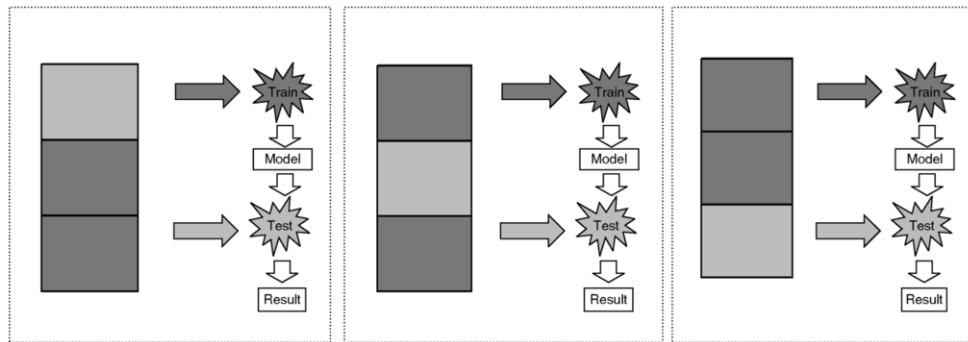 Train
Model
Test
Result
Train
Model
Test
Result
Train
Model
Test
Result